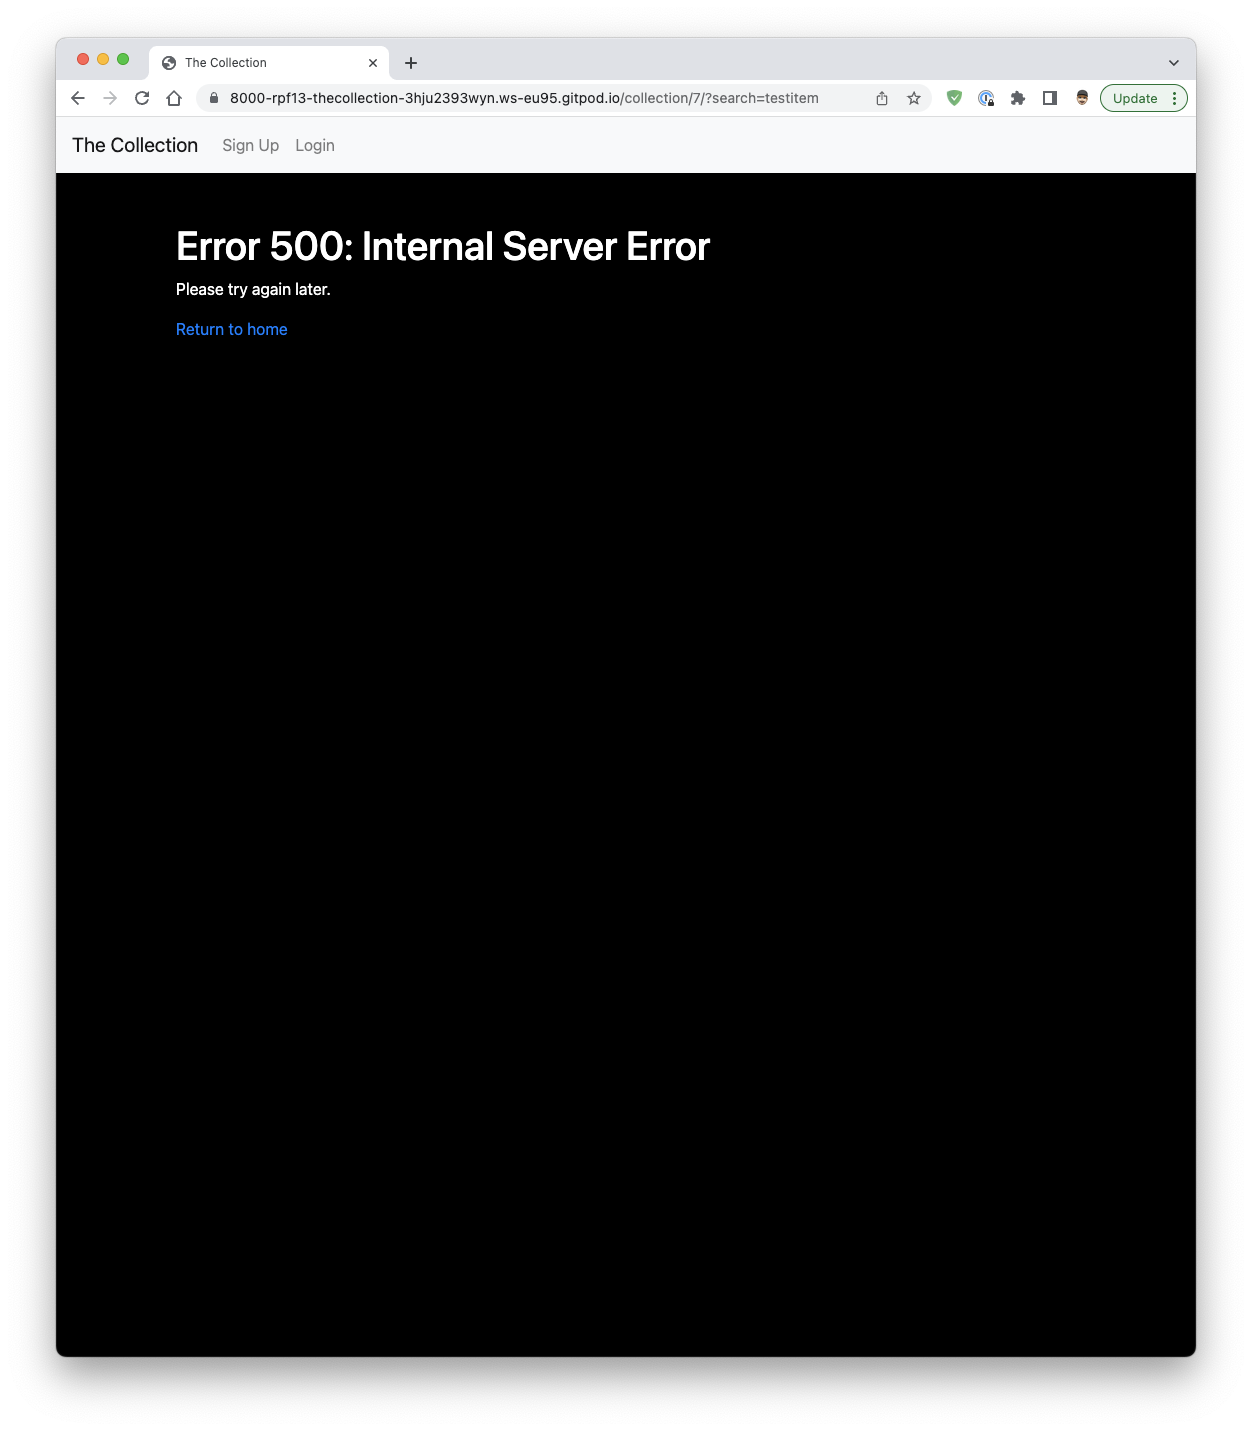 The Collection
8000-rpf13-thecollection-3hju2393wyn.ws-eu95.gitpod.io/collection/7/?search=testitem
Update
The Collection Sign Up Login
Error 500: Internal Server Error
Please try again later.
Return to home